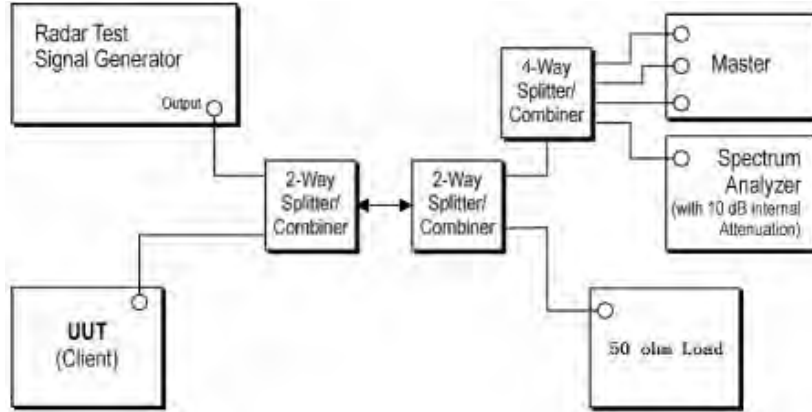 Radar Test
Signal Generator
Output
4-Way
Splitter/
Combiner
Master
2-Way
Splitter/
Combiner
2-Way
Splitter/
Combiner
Spectrum
Analyzer
(with 10 dB internal
Attenuation)
UUT
(Client)
50 ohm Load